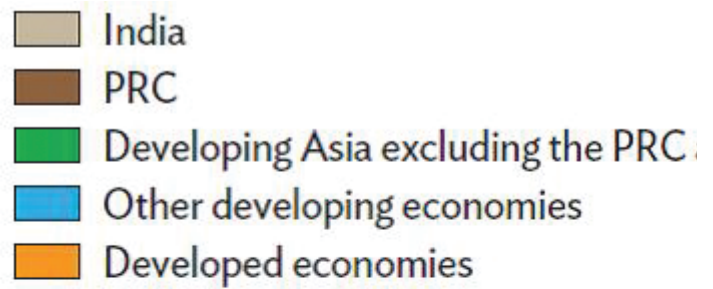 India
PRC
Developing Asia excluding the PRC
Other developing economies
Developed economies